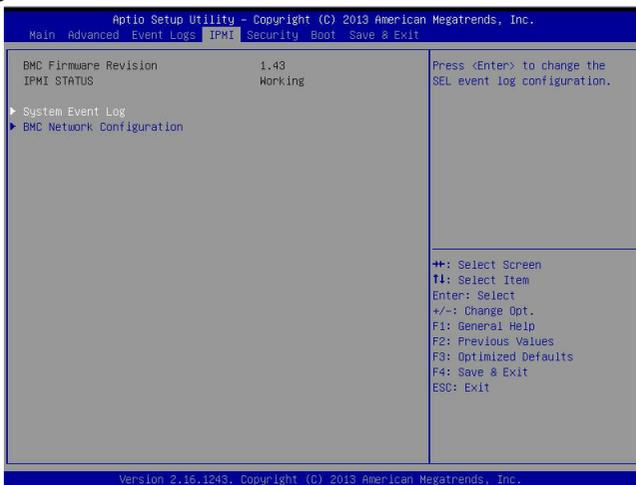 Aptio Setup Utility – Copyright (C) 2013 American Megatrends, Inc.
Main Advanced Event Logs IPMI Security Boot Save & Exit
BMC Firmware Revision 1.43
IPMI STATUS Working
▶ System Event Log
▶ BMC Network Configuration
Press <Enter> to change the
SEL event log configuration.
→←: Select Screen
↑↓: Select Item
Enter: Select
+/-: Change Opt.
F1: General Help
F2: Previous Values
F3: Optimized Defaults
F4: Save & Exit
ESC: Exit
Version 2.16.1243. Copyright (C) 2013 American Megatrends, Inc.